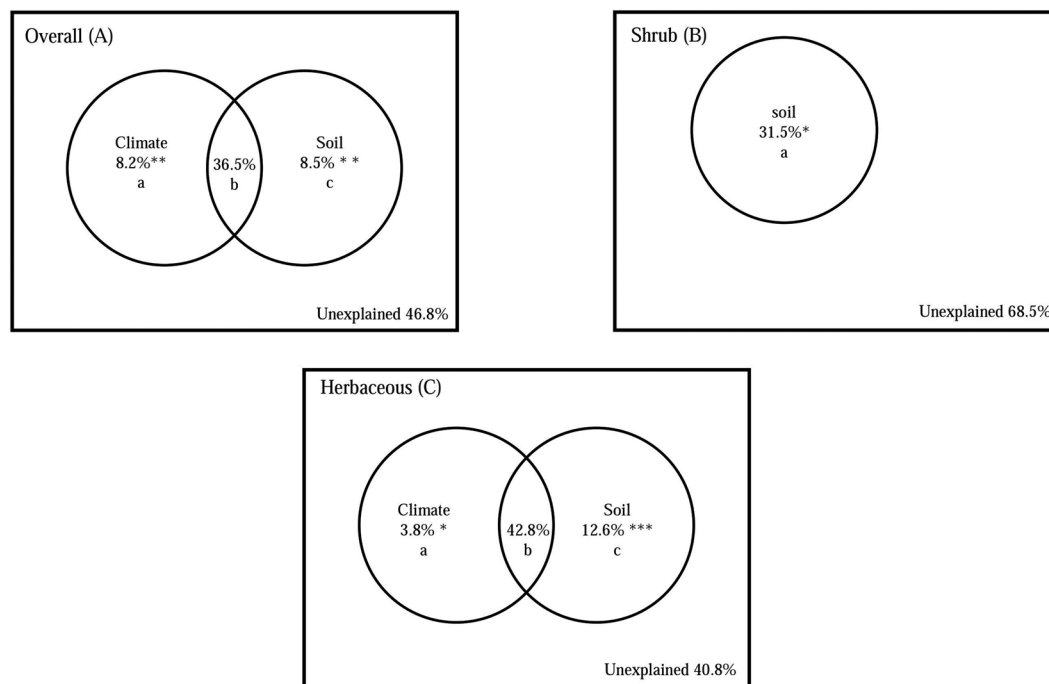 Overall (A)
Climate
8.2%**
a
36.5%
b
Soil
8.5% * *
c
Unexplained 46.8%
Shrub (B)
soil
31.5%*
a
Unexplained 68.5%
Herbaceous (C)
Climate
3.8% *
a
42.8%
b
Soil
12.6% ***
c
Unexplained 40.8%